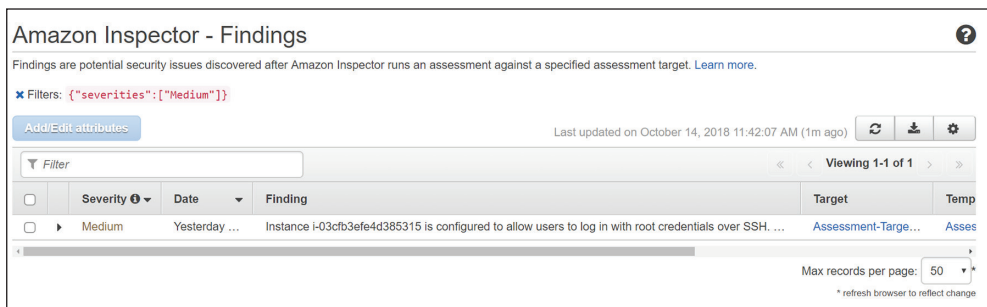 Amazon Inspector - Findings
?
Findings are potential security issues discovered after Amazon Inspector runs an assessment against a specified assessment target. Learn more.
✖ Filters: {"severities":["Medium"]}
Add/Edit attributes
Last updated on October 14, 2018 11:42:07 AM (1m ago)
Filter
« < Viewing 1-1 of 1 > »
Severity Date Finding Target Temp
Medium Yesterday ... Instance i-03cfb3efe4d385315 is configured to allow users to log in with root credentials over SSH. ... Assessment-Targe... Asses
Max records per page: 50 *
* refresh browser to reflect change